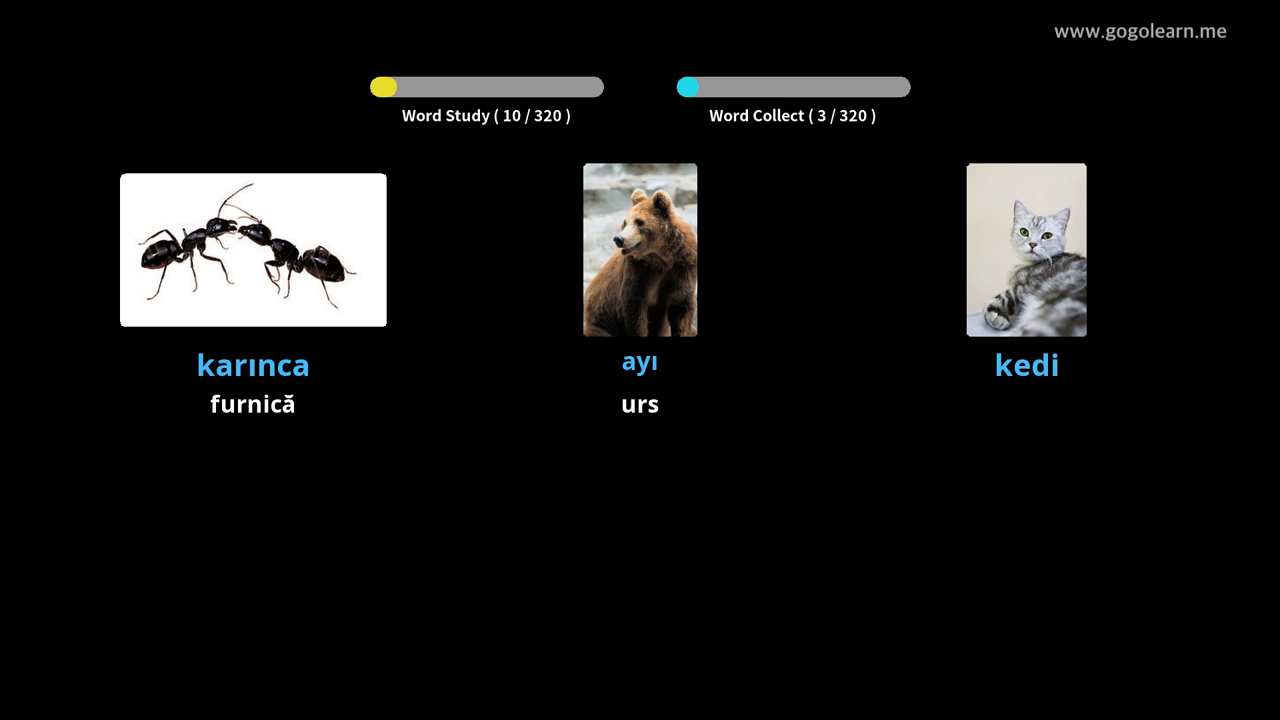 www.gogolearn.me
Word Study ( 10 / 320 )
Word Collect ( 3 / 320 )
karınca
ayı
kedi
furnică
urs